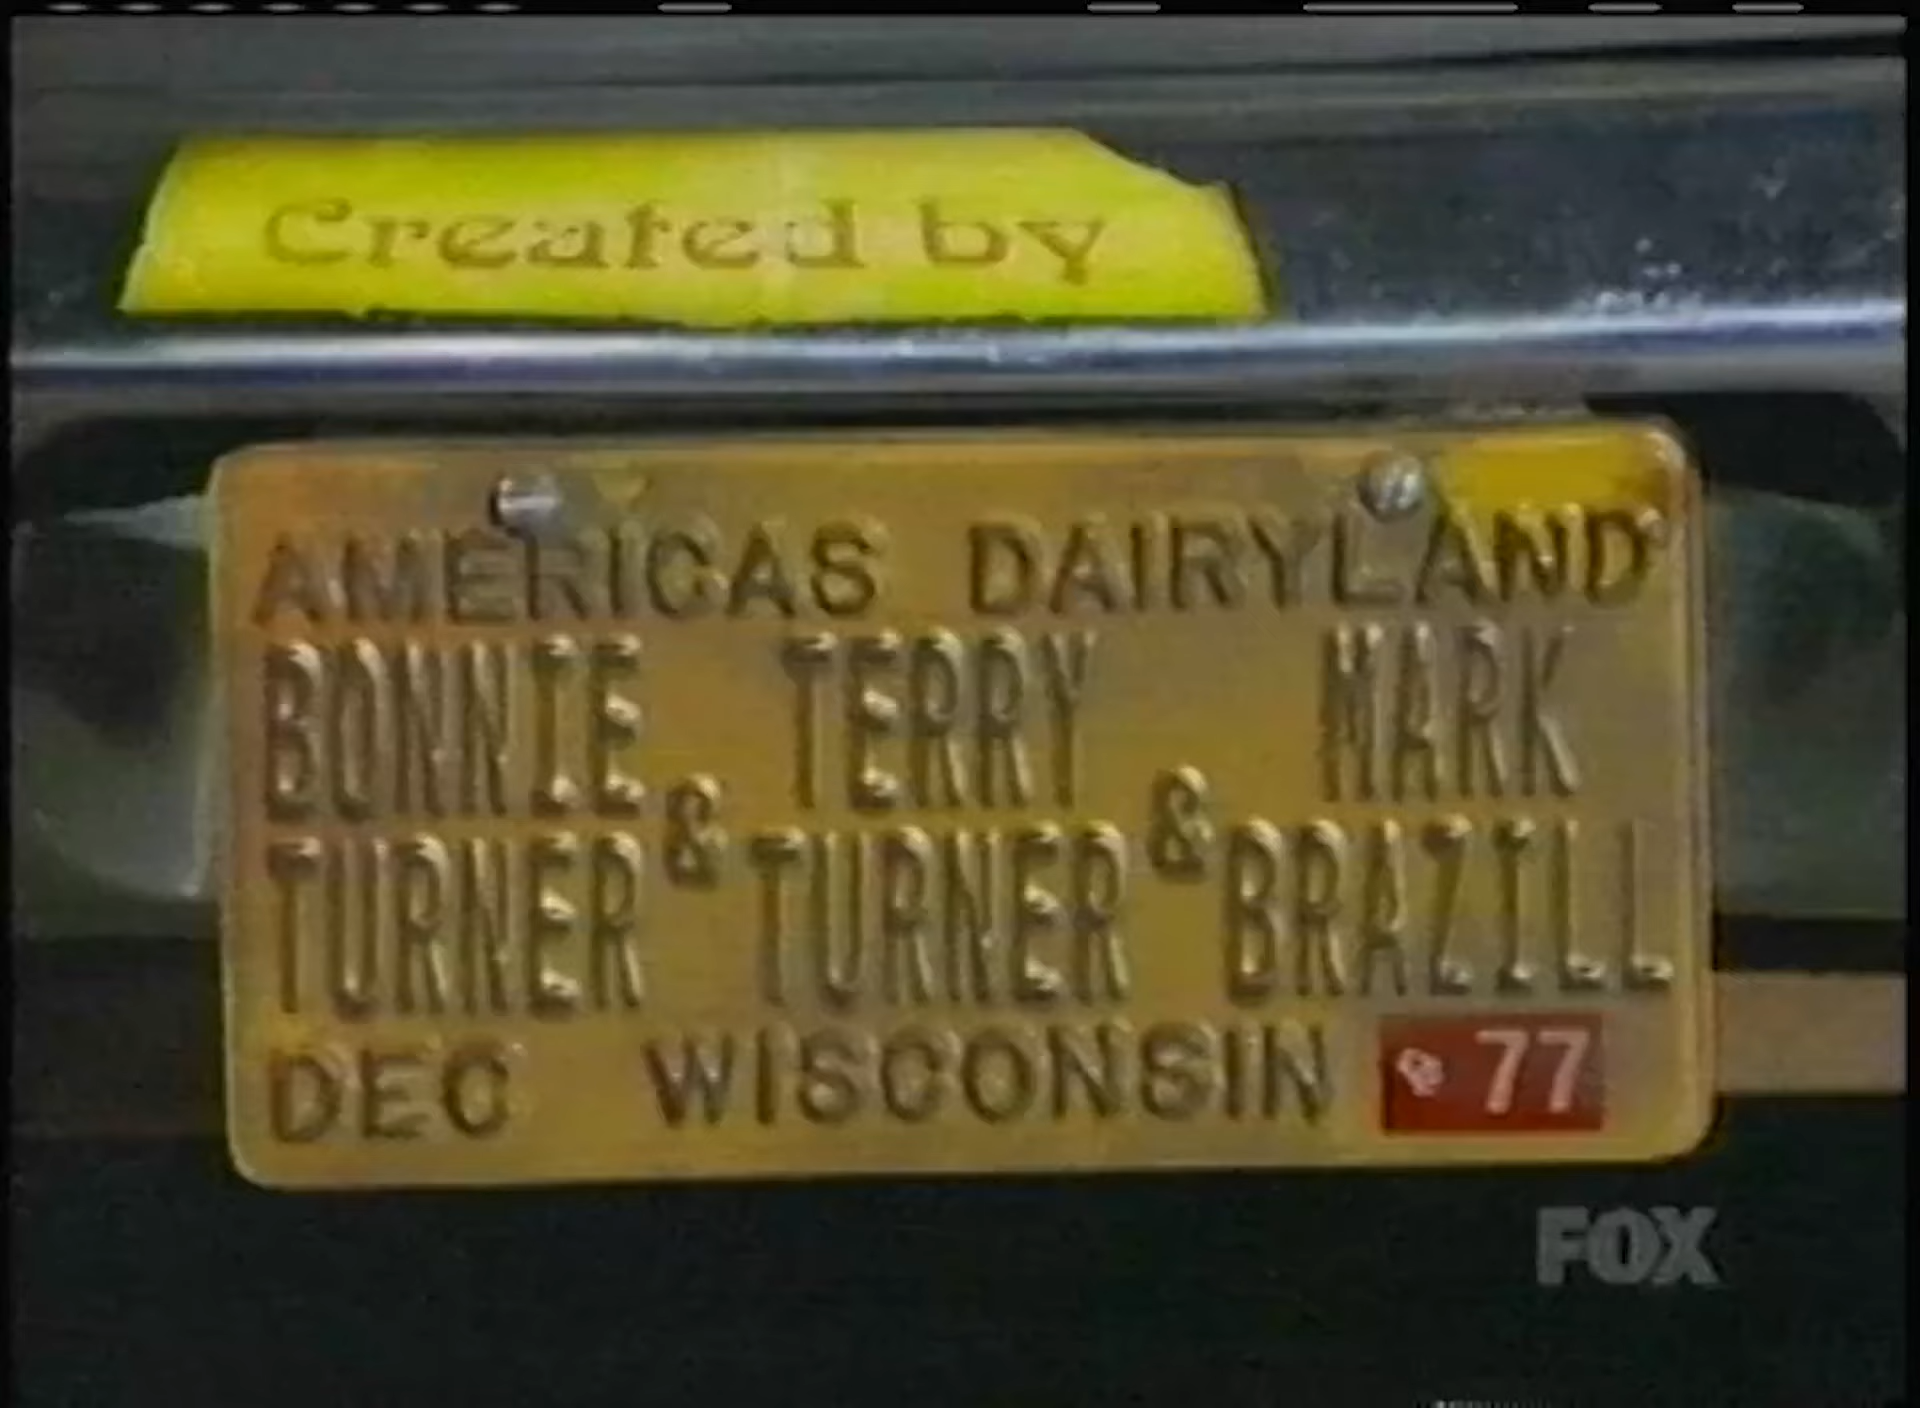 Created by
AMERICAS DAIRYLAND
BONNIE TERRY MARK
& &
TURNER TURNER BRAZILL
DEC WISCONSIN 77
FOX